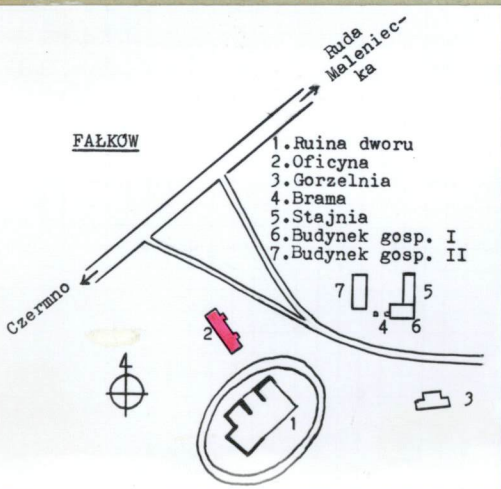 Ruda
Maleniec-
ka
FAŁKÓW
1.Ruina dworu
2.Oficyna
3.Gorzelnia
4.Brama
5.Stajnia
6.Budynek gosp. I
7.Budynek gosp. II
Czermno
7
5
4
6
2
4
3
1